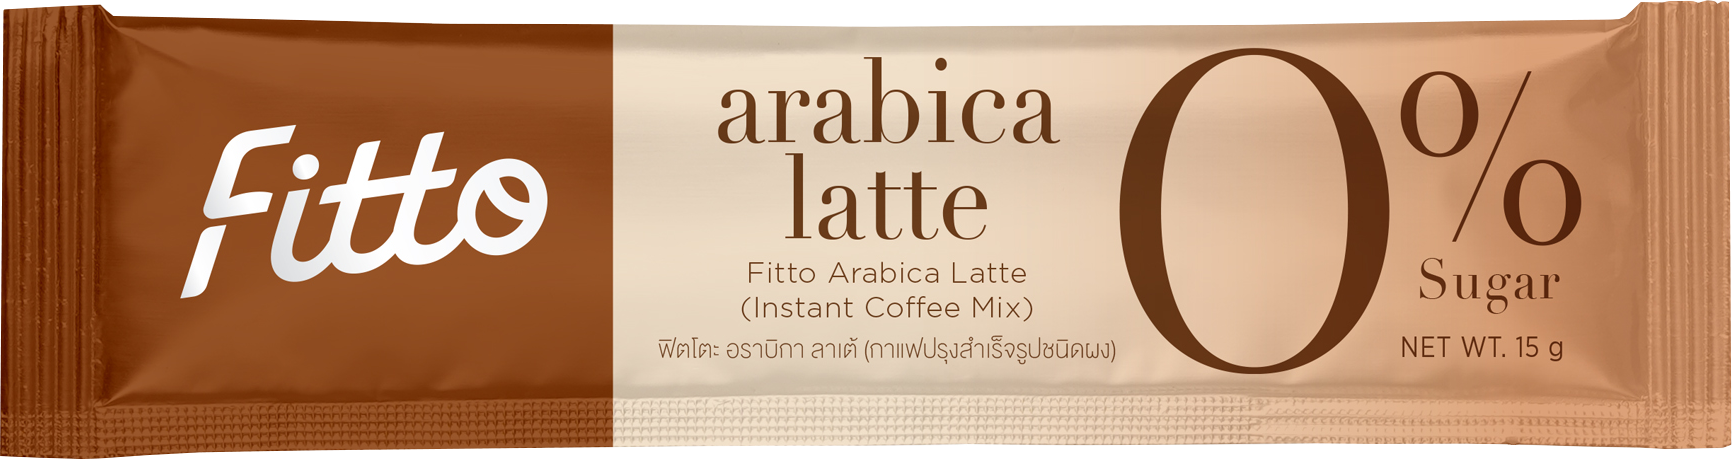 Fitto
arabica
latte
Fitto Arabica Latte
(Instant Coffee Mix)
ฟิตโตะ อราบิกา ลาเต้ (กาแฟปรุงสำเร็จรูปชนิดผง)
0%
Sugar
NET WT. 15 g